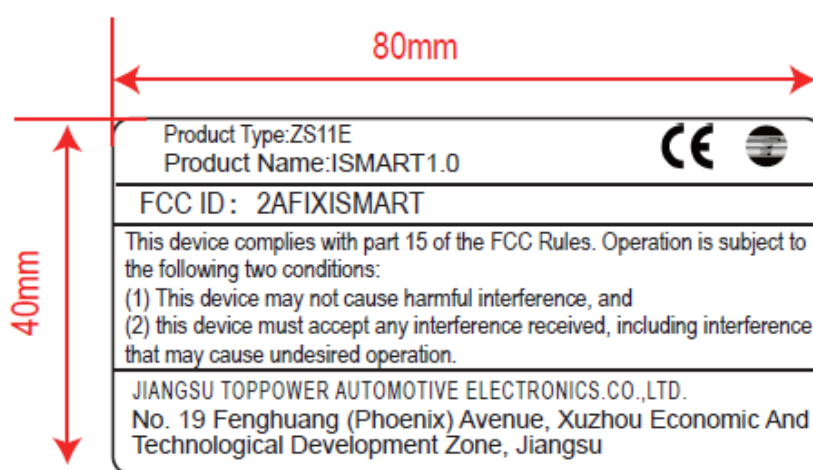 80mm
40mm
Product Type:ZS11E
Product Name:ISMART1.0
CE
FCC ID： 2AFIXISMART
This device complies with part 15 of the FCC Rules. Operation is subject to
the following two conditions:
(1) This device may not cause harmful interference, and
(2) this device must accept any interference received, including interference
that may cause undesired operation.
JIANGSU TOPPOWER AUTOMOTIVE ELECTRONICS.CO.,LTD.
No. 19 Fenghuang (Phoenix) Avenue, Xuzhou Economic And
Technological Development Zone, Jiangsu